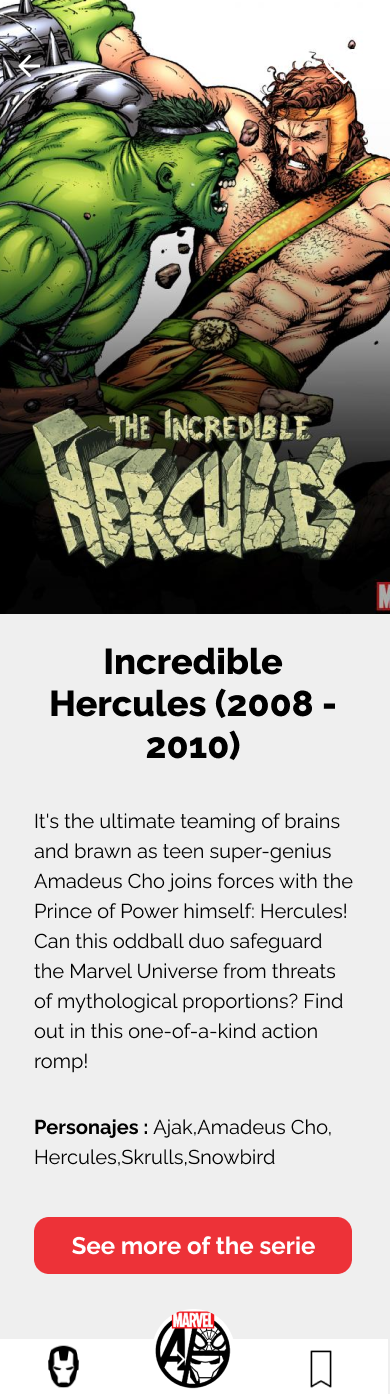 THE INCREDIBLE
HERCULES
M
Incredible
Hercules (2008 -
2010)
It's the ultimate teaming of brains
and brawn as teen super-genius
Amadeus Cho joins forces with the
Prince of Power himself: Hercules!
Can this oddball duo safeguard
the Marvel Universe from threats
of mythological proportions? Find
out in this one-of-a-kind action
romp!
Personajes : Ajak,Amadeus Cho,
Hercules,Skrulls,Snowbird
See more of the serie
MARVEL